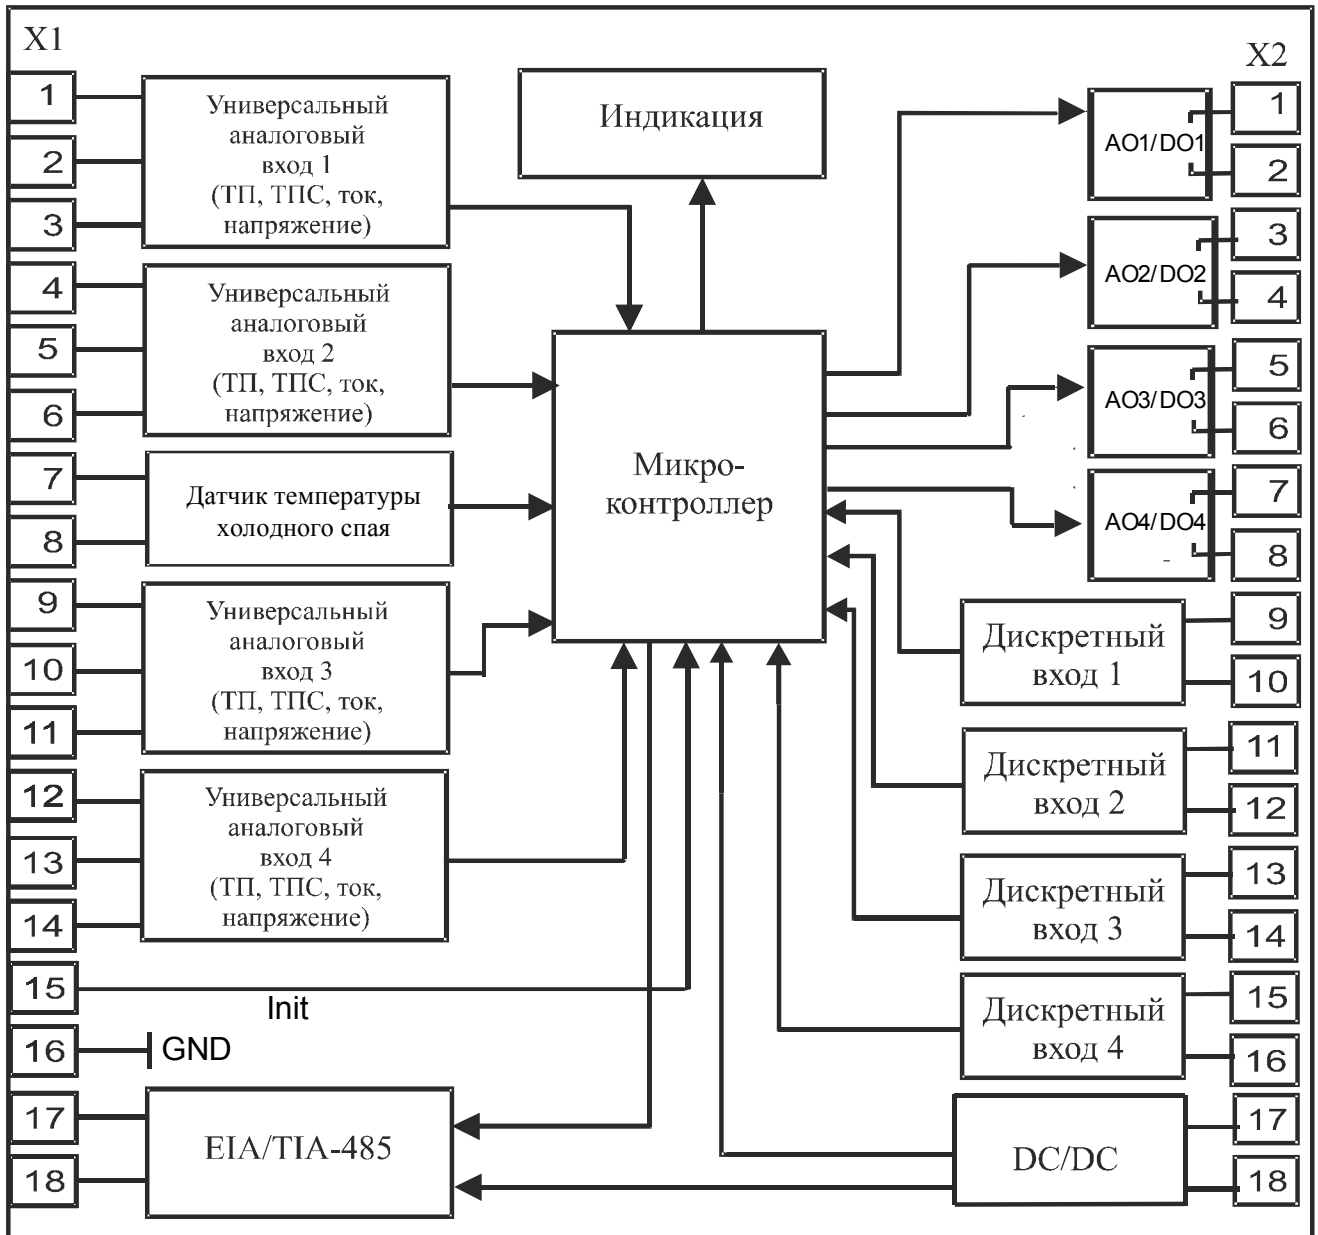 X1
1
2
3
4
5
6
7
8
9
10
11
12
13
14
15
16
17
18
Универсальный
аналоговый
вход 1
(ТП, ТПС, ток,
напряжение)
Универсальный
аналоговый
вход 2
(ТП, ТПС, ток,
напряжение)
Датчик температуры
холодного спая
Универсальный
аналоговый
вход 3
(ТП, ТПС, ток,
напряжение)
Универсальный
аналоговый
вход 4
(ТП, ТПС, ток,
напряжение)
Init
GND
EIA/TIA-485
Индикация
Микро-
контроллер
AO1/DO1
AO2/DO2
AO3/DO3
AO4/DO4
Дискретный
вход 1
Дискретный
вход 2
Дискретный
вход 3
Дискретный
вход 4
DC/DC
X2
1
2
3
4
5
6
7
8
9
10
11
12
13
14
15
16
17
18